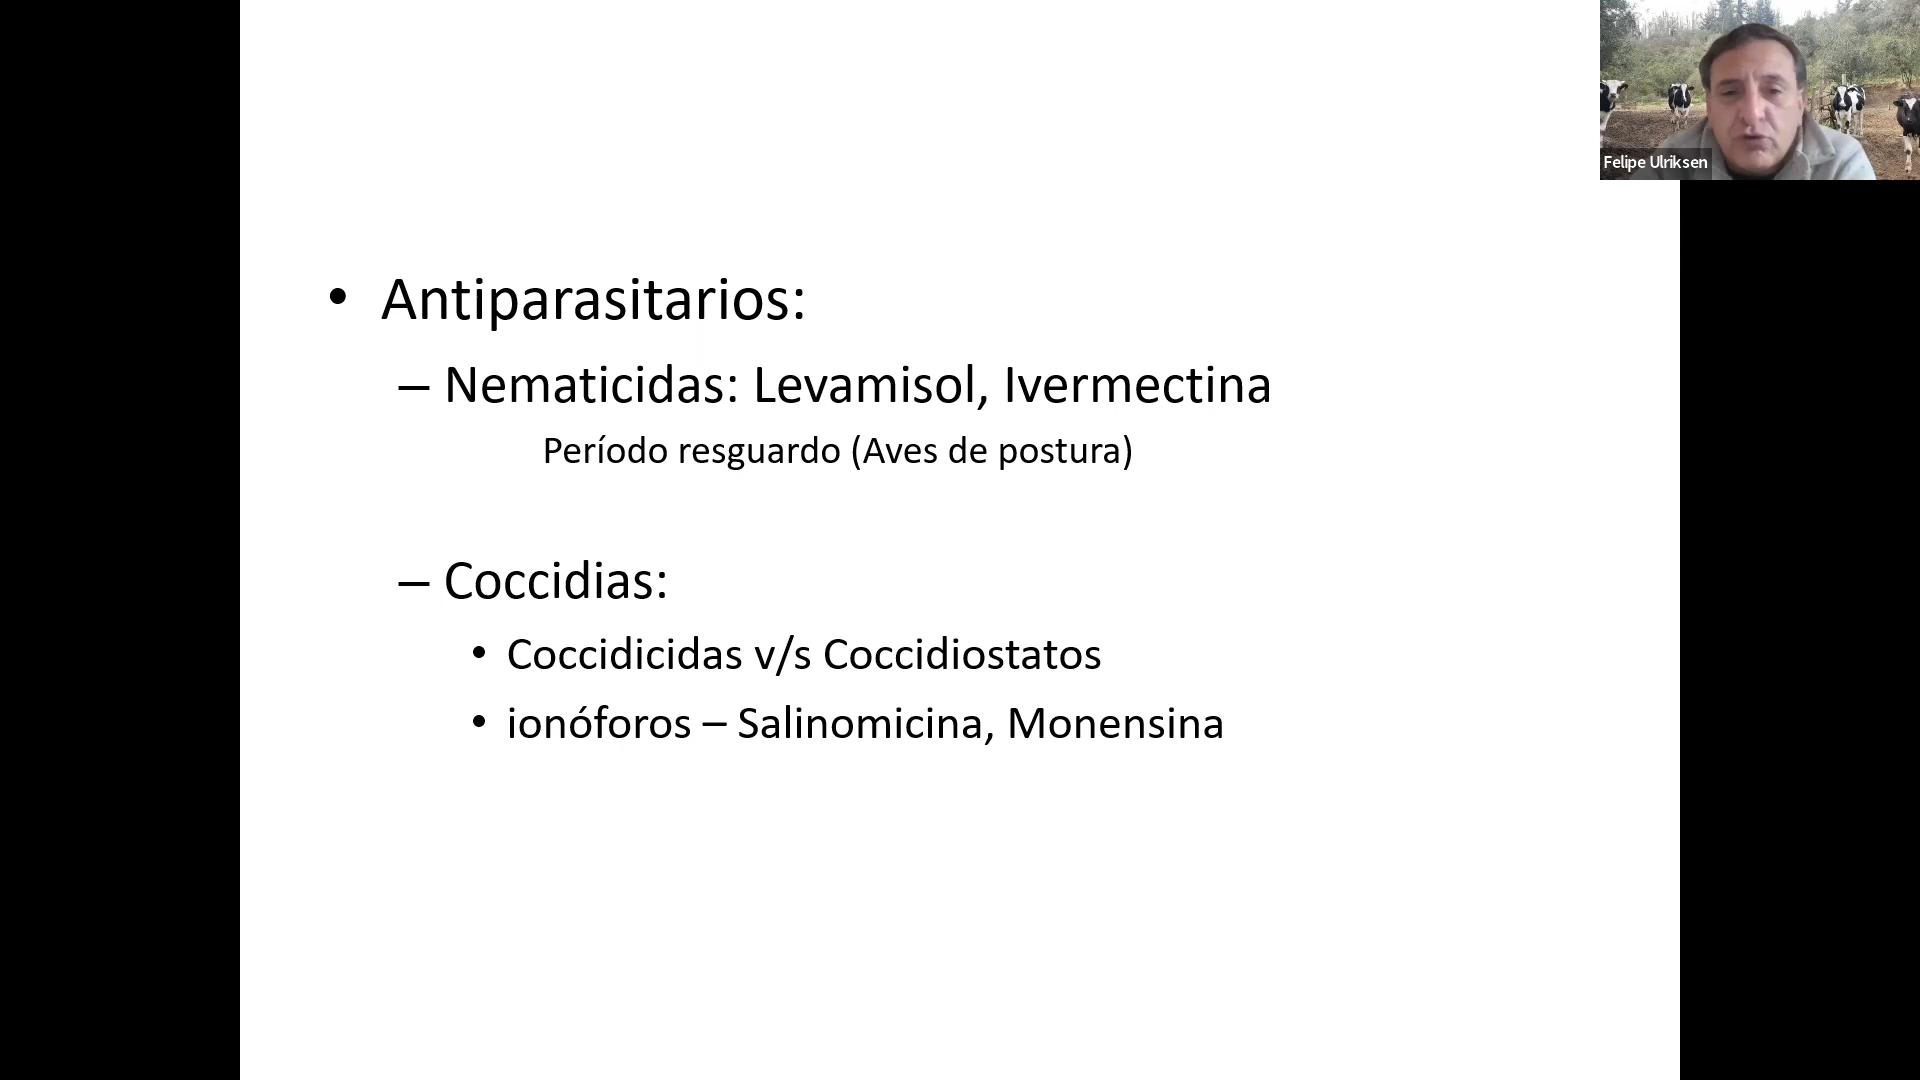 Felipe Ulriksen
• Antiparasitarios:
– Nematicidas: Levamisol, Ivermectina
Período resguardo (Aves de postura)
– Coccidias:
• Coccidicidas v/s Coccidiostatos
• ionóforos – Salinomicina, Monensina